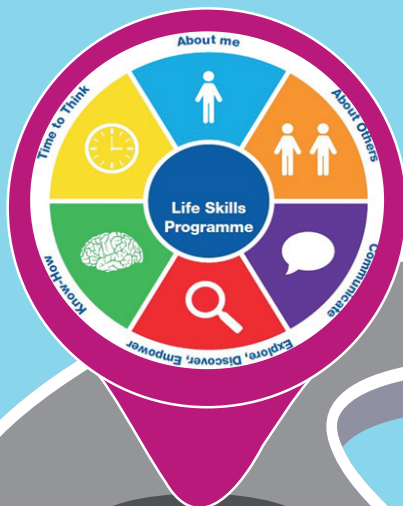 About me
About Others
Communicate
Explore, Discover, Empower
Know-How
Time to Think
Life Skills
Programme